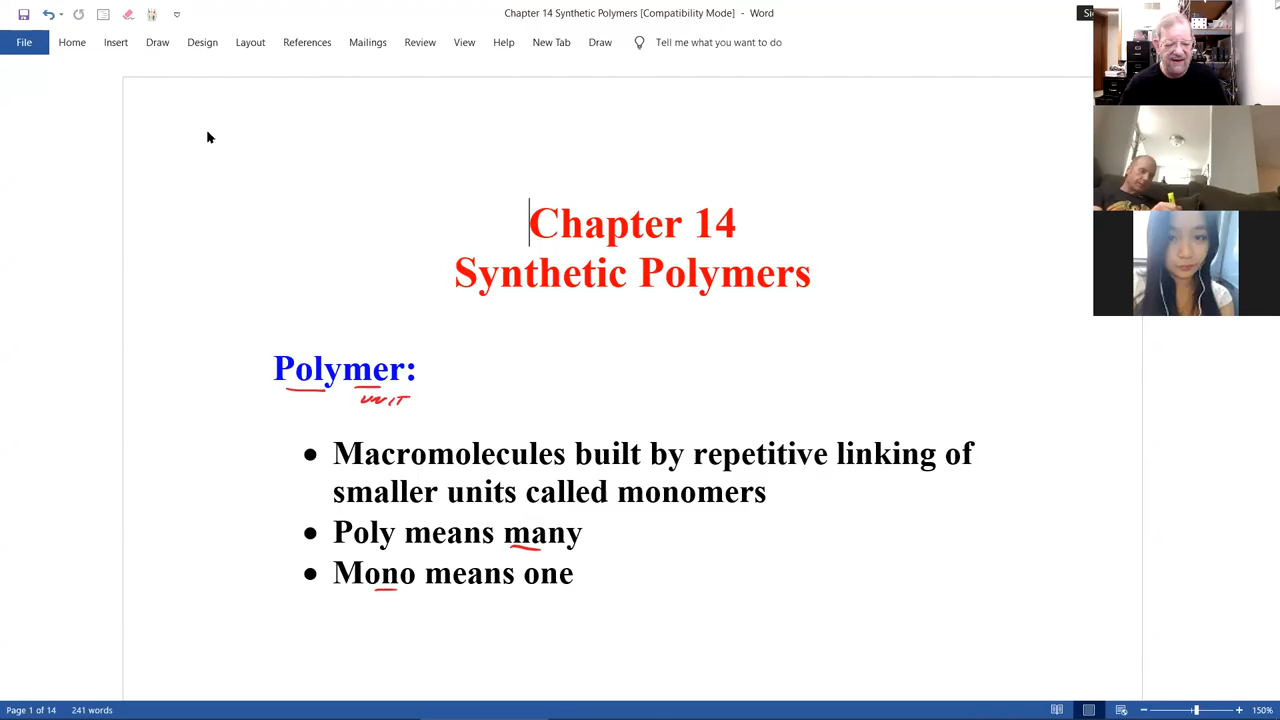 Chapter 14 Synthetic Polymers [Compatibility Mode] - Word
File Home Insert Draw Design Layout References Mailings Review View Help New Tab Draw Tell me what you want to do
Chapter 14
Synthetic Polymers
Polymer:
UNIT
• Macromolecules built by repetitive linking of
smaller units called monomers
• Poly means many
• Mono means one
Page 1 of 14 241 words
150%